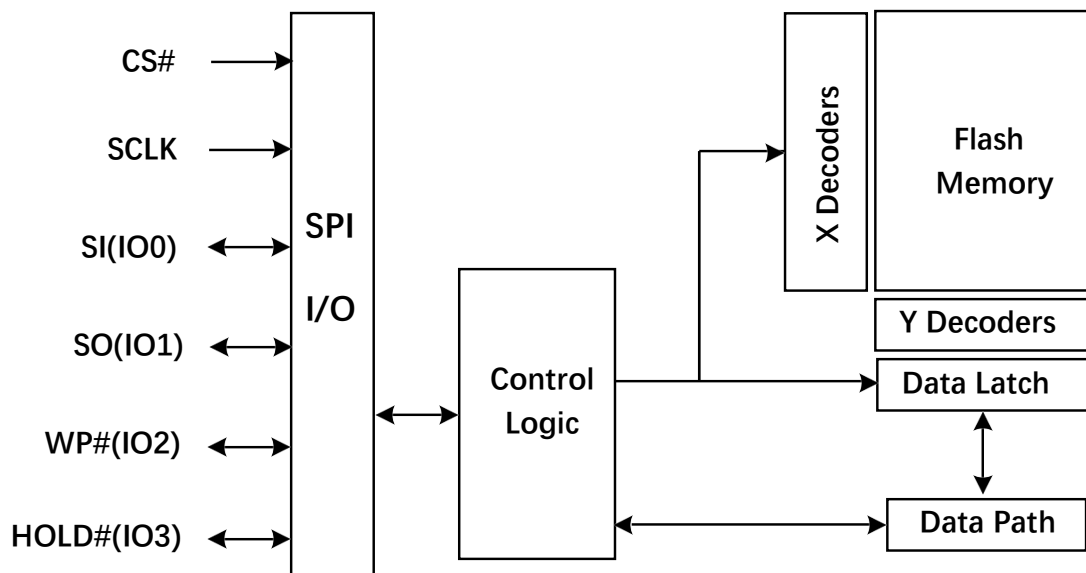 CS#
SCLK
SI(IO0)
SO(IO1)
WP#(IO2)
HOLD#(IO3)
SPI
I/O
Control
Logic
X Decoders
Flash
Memory
Y Decoders
Data Latch
Data Path